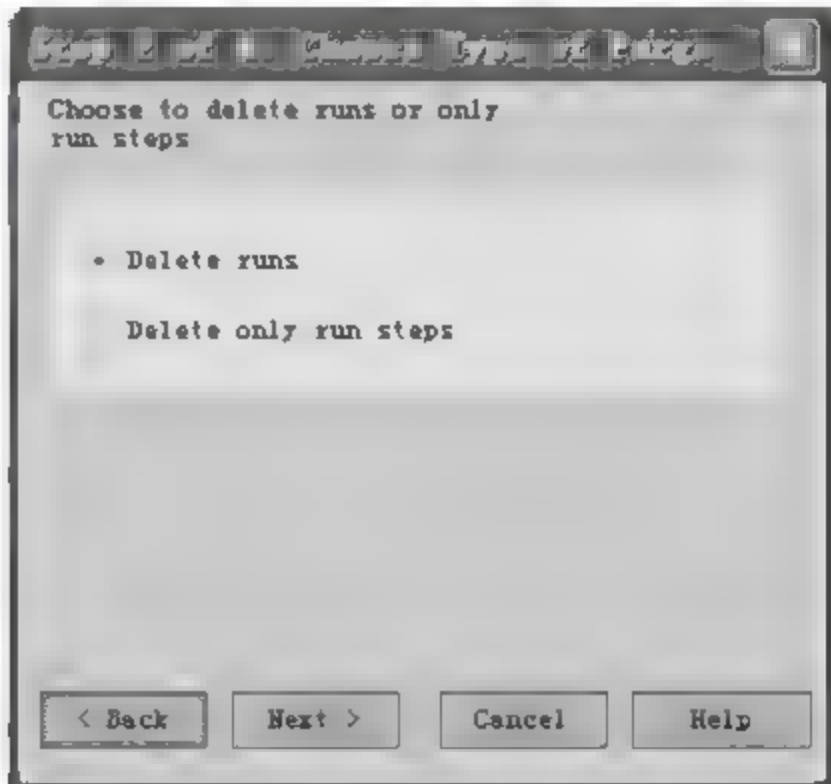 Choose to delete runs or only
run steps
Delete runs
Delete only run steps
< Back
Next >
Cancel
Help